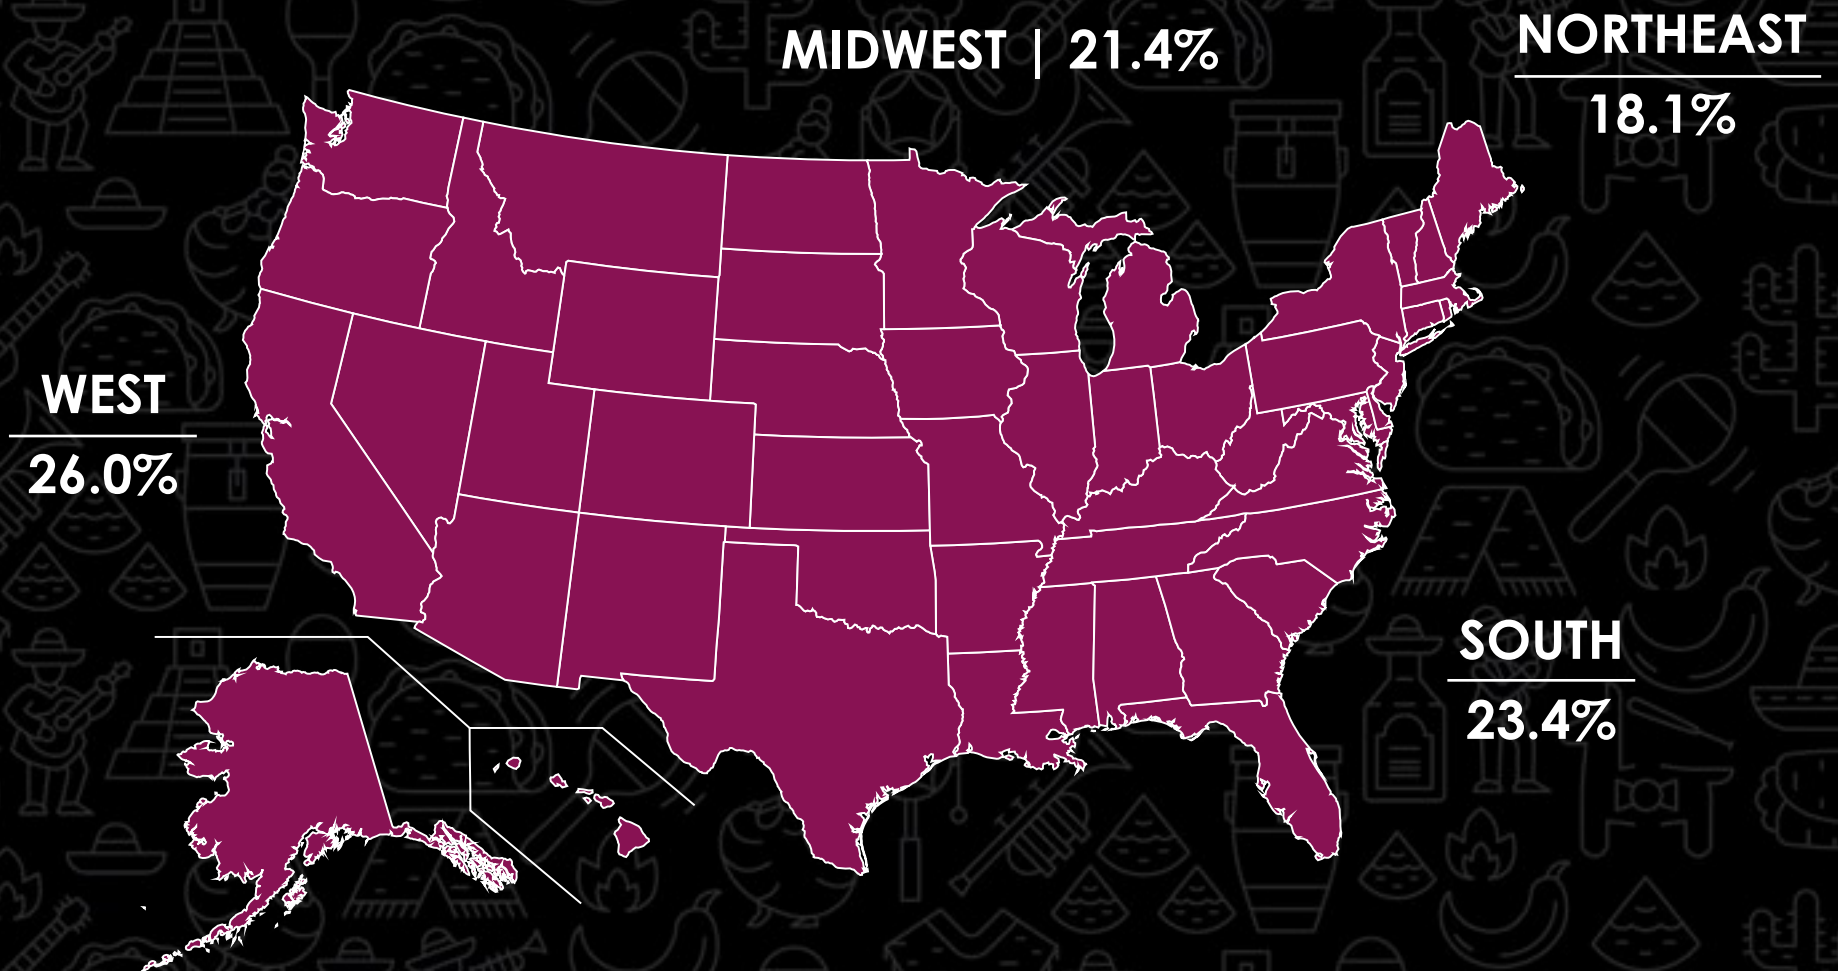 MIDWEST | 21.4%
NORTHEAST
18.1%
WEST
26.0%
SOUTH
23.4%